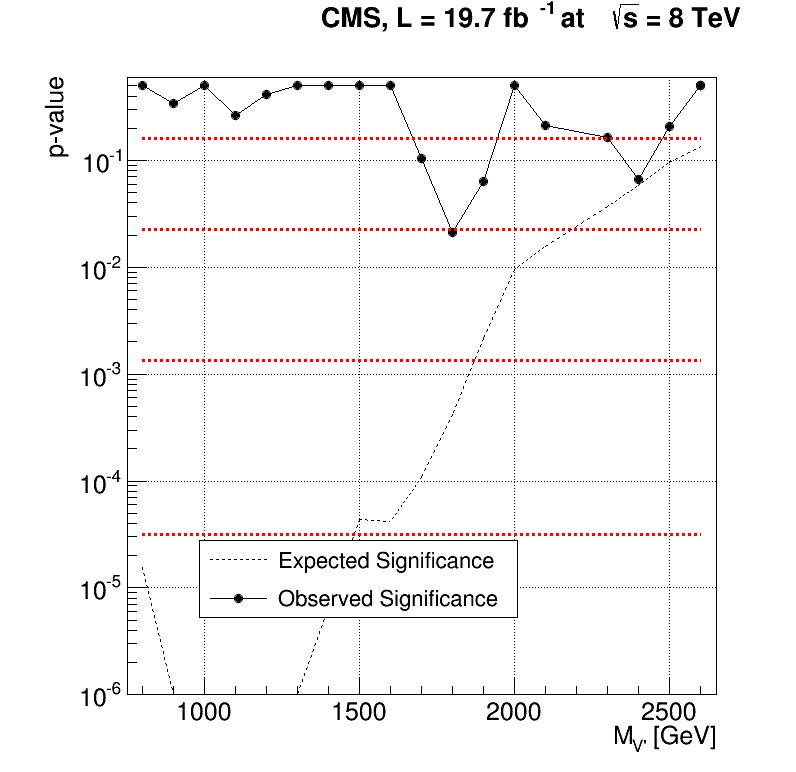 CMS, L = 19.7 fb -1 at √s = 8 TeV
p-value
10-1
10-2
10-3
10-4
10-5
10-6
Expected Significance
Observed Significance
1000 1500 2000 2500
MV' [GeV]